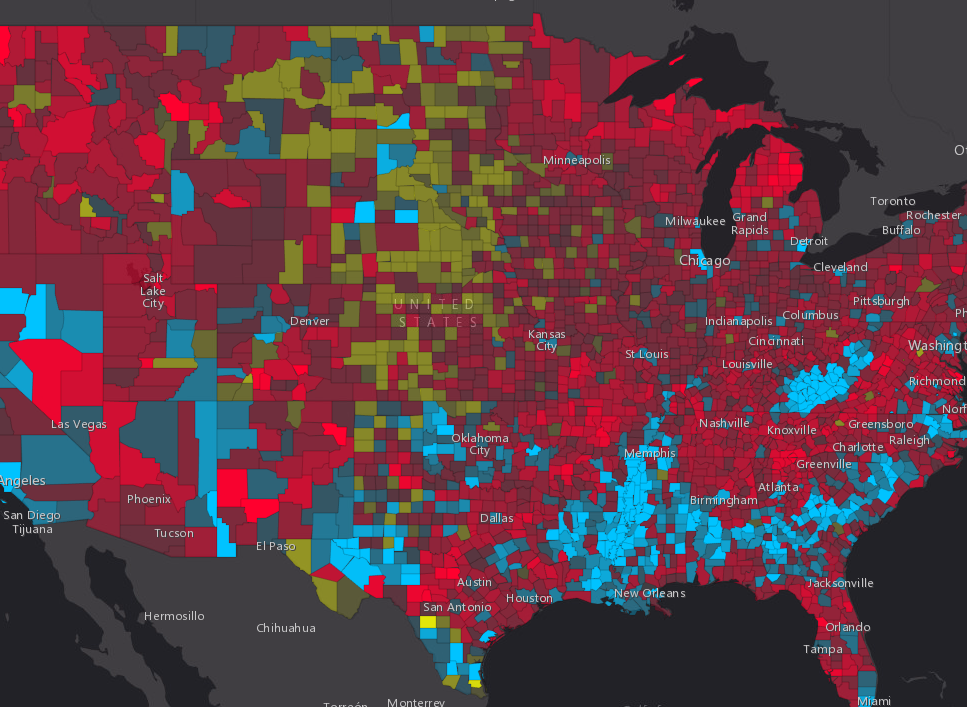 Minneapolis
Toronto
Rochester
Milwaukee
Grand
Rapids
Buffalo
Detroit
Chicago
Cleveland
Salt
Lake
City
UNITED
STATES
Pittsburgh
Denver
Indianapolis
Columbus
Kansas
City
Cincinnati
Washingt
St Louis
Louisville
Richmond
Las Vegas
Nashville
Knoxville
Greensboro
Norf
Oklahoma
City
Raleigh
Charlotte
Memphis
Greenville
Angeles
Phoenix
Birmingham
Atlanta
San Diego
Tijuana
Dallas
Tucson
El Paso
Austin
Jacksonville
San Antonio
Houston
New Orleans
Hermosillo
Chihuahua
Orlando
Tampa
Monterrey
Miami
Torreón